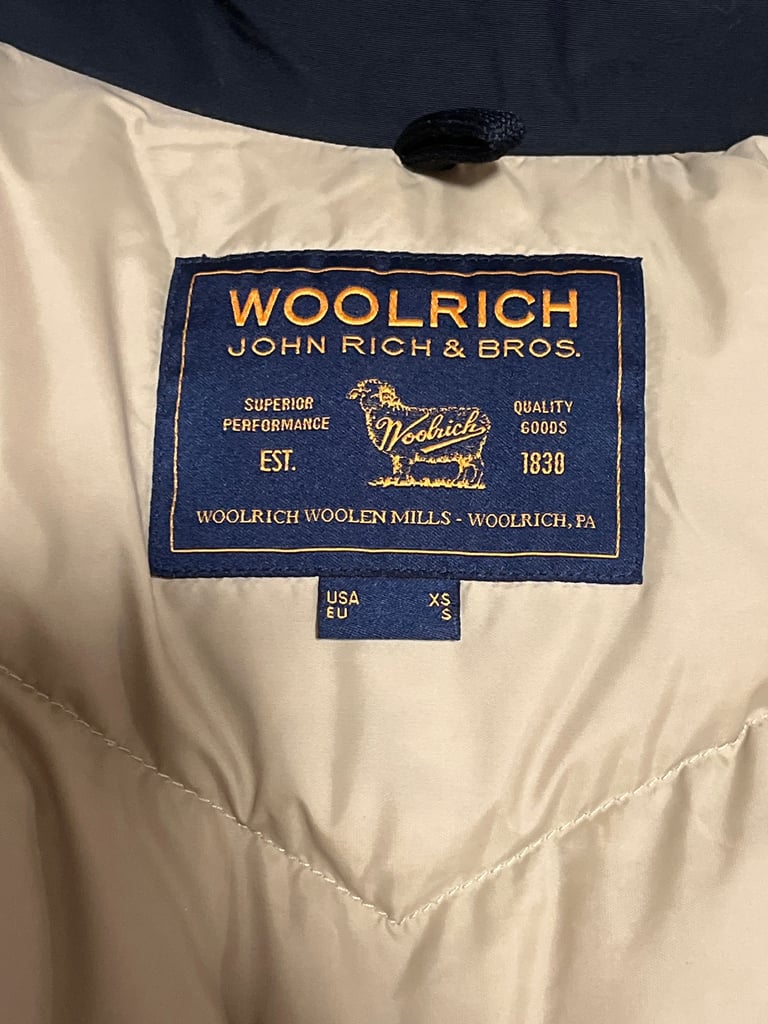 WOOLRICH
JOHN RICH & BROS.
SUPERIOR
PERFORMANCE
EST.
Woolrich
QUALITY
GOODS
1830
WOOLRICH WOOLEN MILLS - WOOLRICH, PA
USA XS
EU S